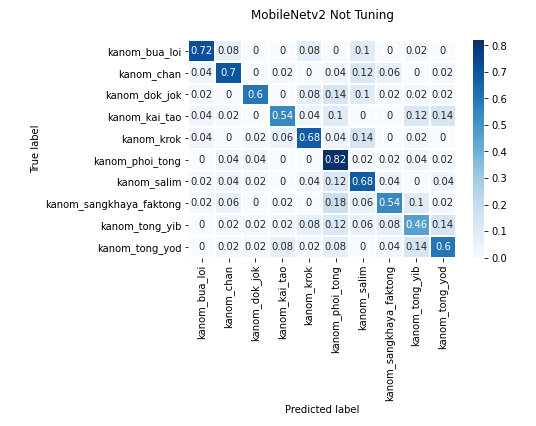 MobileNetv2 Not Tuning
True label
kanom_bua_loi 0.72 0.08 0 0 0.08 0 0.1 0 0.02 0
kanom_chan 0.04 0.7 0 0.02 0 0.04 0.12 0.06 0 0.02
kanom_dok_jok 0.02 0 0.6 0 0.08 0.14 0.1 0.02 0.02 0.02
kanom_kai_tao 0.04 0.02 0 0.54 0.04 0.1 0 0 0.12 0.14
kanom_krok 0.04 0 0.02 0.06 0.68 0.04 0.14 0 0.02 0
kanom_phoi_tong 0 0.04 0.04 0 0 0.82 0.02 0.02 0.04 0.02
kanom_salim 0.02 0.04 0 0 0.04 0.12 0.68 0.04 0 0.04
kanom_sangkhaya_faktong 0.02 0.06 0 0.02 0 0.18 0.06 0.54 0.1 0.02
kanom_tong_yib 0 0.02 0.02 0.02 0.08 0.12 0.06 0.08 0.46 0.14
kanom_tong_yod 0 0.02 0.02 0.08 0.02 0.08 0 0.04 0.14 0.6
kanom_bua_loi
kanom_chan
kanom_dok_jok
kanom_kai_tao
kanom_krok
kanom_phoi_tong
kanom_salim
kanom_sangkhaya_faktong
kanom_tong_yib
kanom_tong_yod
Predicted label
0.8
0.7
0.6
0.5
0.4
0.3
0.2
0.1
0.0